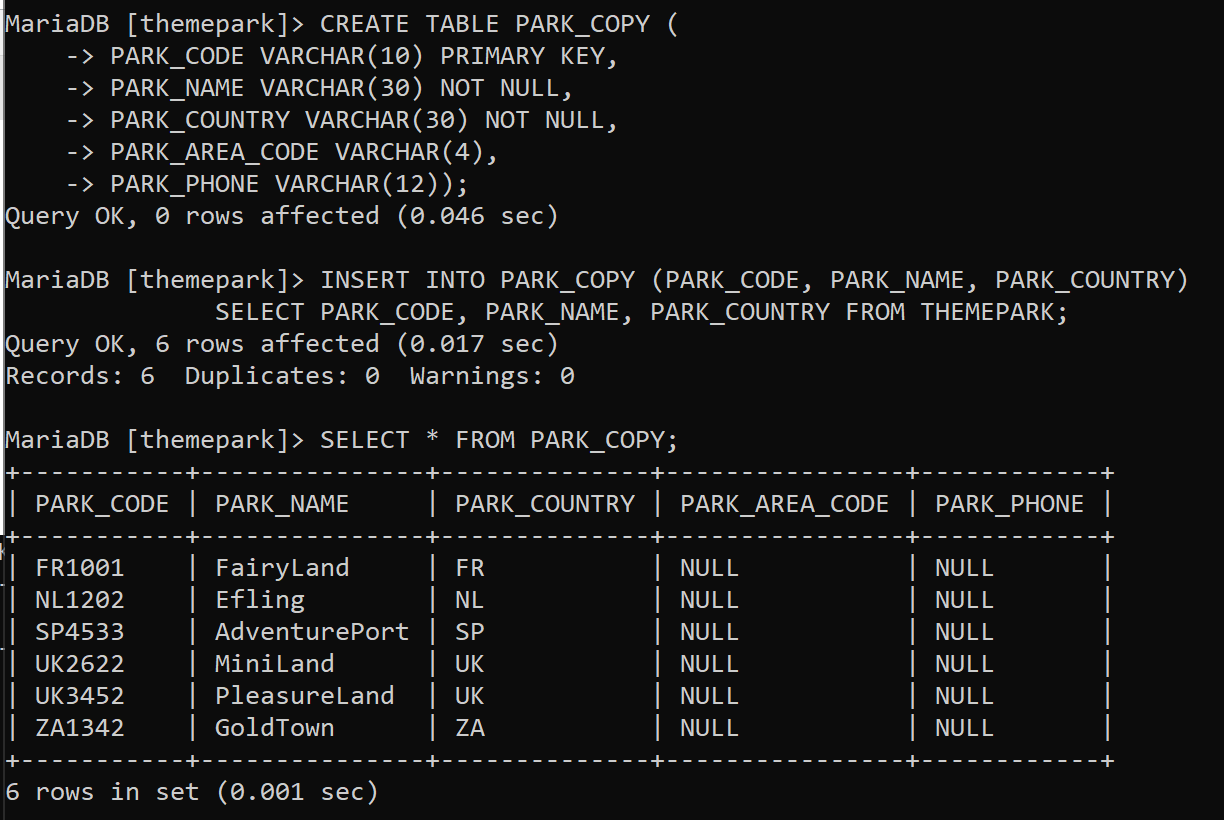 MariaDB [themepark]> CREATE TABLE PARK_COPY (
    -> PARK_CODE VARCHAR(10) PRIMARY KEY,
    -> PARK_NAME VARCHAR(30) NOT NULL,
    -> PARK_COUNTRY VARCHAR(30) NOT NULL,
    -> PARK_AREA_CODE VARCHAR(4),
    -> PARK_PHONE VARCHAR(12));
Query OK, 0 rows affected (0.046 sec)

MariaDB [themepark]> INSERT INTO PARK_COPY (PARK_CODE, PARK_NAME, PARK_COUNTRY)
              SELECT PARK_CODE, PARK_NAME, PARK_COUNTRY FROM THEMEPARK;
Query OK, 6 rows affected (0.017 sec)
Records: 6  Duplicates: 0  Warnings: 0

MariaDB [themepark]> SELECT * FROM PARK_COPY;
+-----------+---------------+--------------+----------------+------------+
| PARK_CODE | PARK_NAME     | PARK_COUNTRY | PARK_AREA_CODE | PARK_PHONE |
+-----------+---------------+--------------+----------------+------------+
| FR1001    | FairyLand     | FR           | NULL           | NULL       |
| NL1202    | Efling        | NL           | NULL           | NULL       |
| SP4533    | AdventurePort | SP           | NULL           | NULL       |
| UK2622    | MiniLand      | UK           | NULL           | NULL       |
| UK3452    | PleasureLand  | UK           | NULL           | NULL       |
| ZA1342    | GoldTown      | ZA           | NULL           | NULL       |
+-----------+---------------+--------------+----------------+------------+
6 rows in set (0.001 sec)